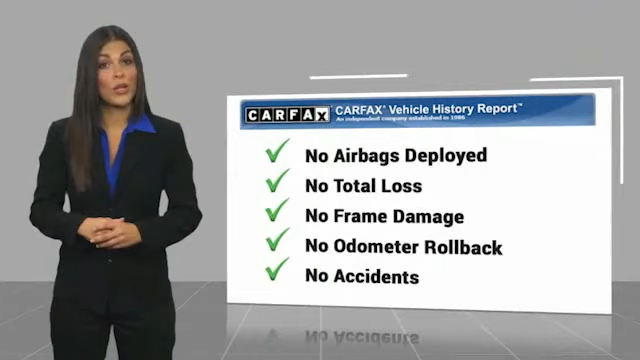 CARFAX CARFAX® Vehicle History Report™
An independent company established in 1986
No Airbags Deployed
No Total Loss
No Frame Damage
No Odometer Rollback
No Accidents